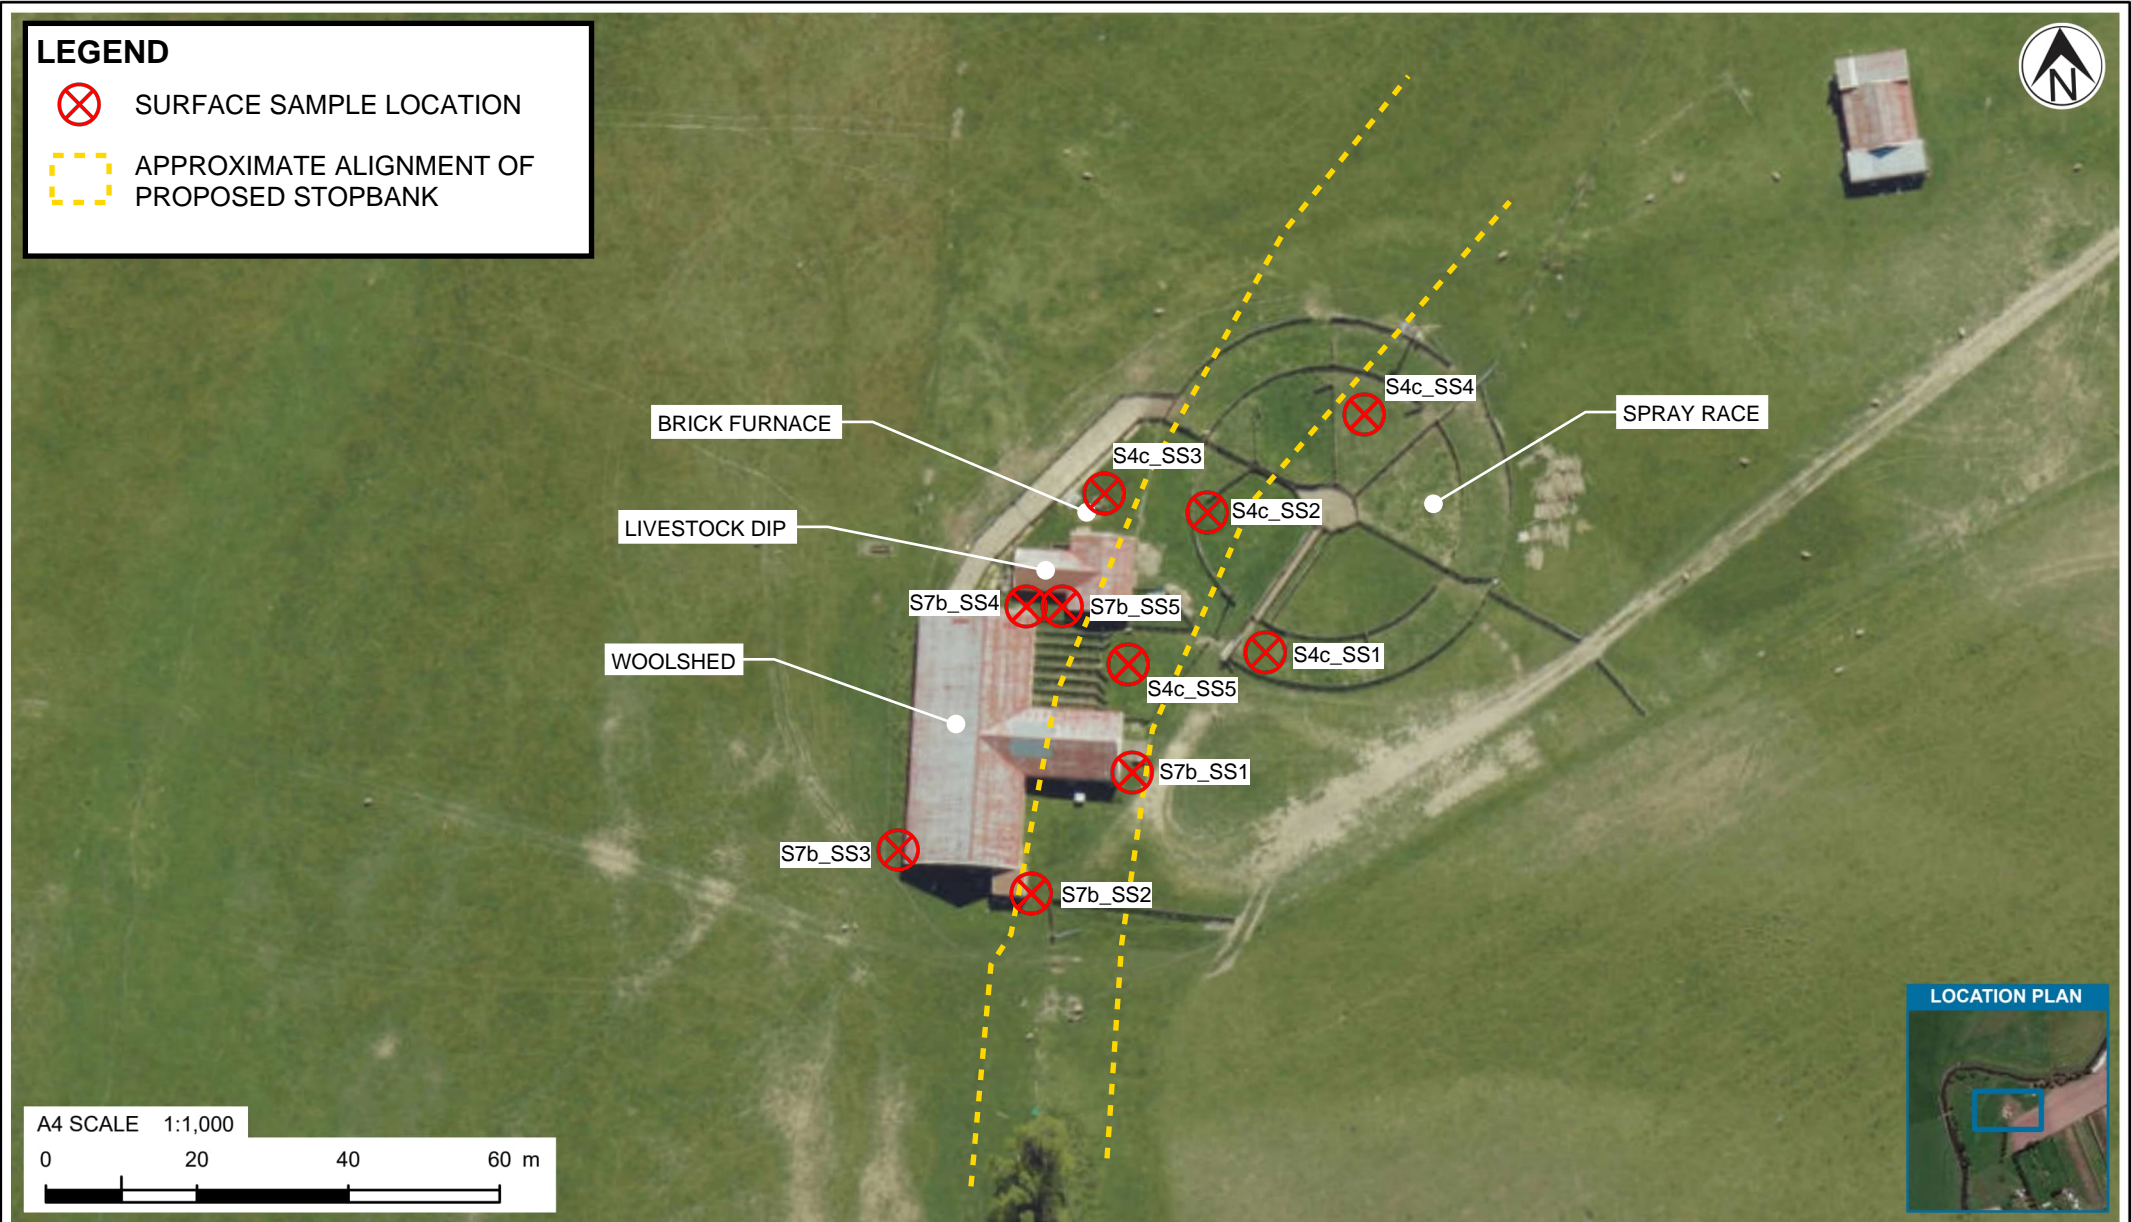 LEGEND
SURFACE SAMPLE LOCATION
APPROXIMATE ALIGNMENT OF
PROPOSED STOPBANK
N
S4c_SS4
BRICK FURNACE
SPRAY RACE
S4c_SS3
S4c_SS2
LIVESTOCK DIP
S7b_SS4
S7b_SS5
WOOLSHED
S4c_SS1
S4c_SS5
S7b_SS1
S7b_SS3
S7b_SS2
LOCATION PLAN
A4 SCALE 1:1,000
0 20 40 60 m